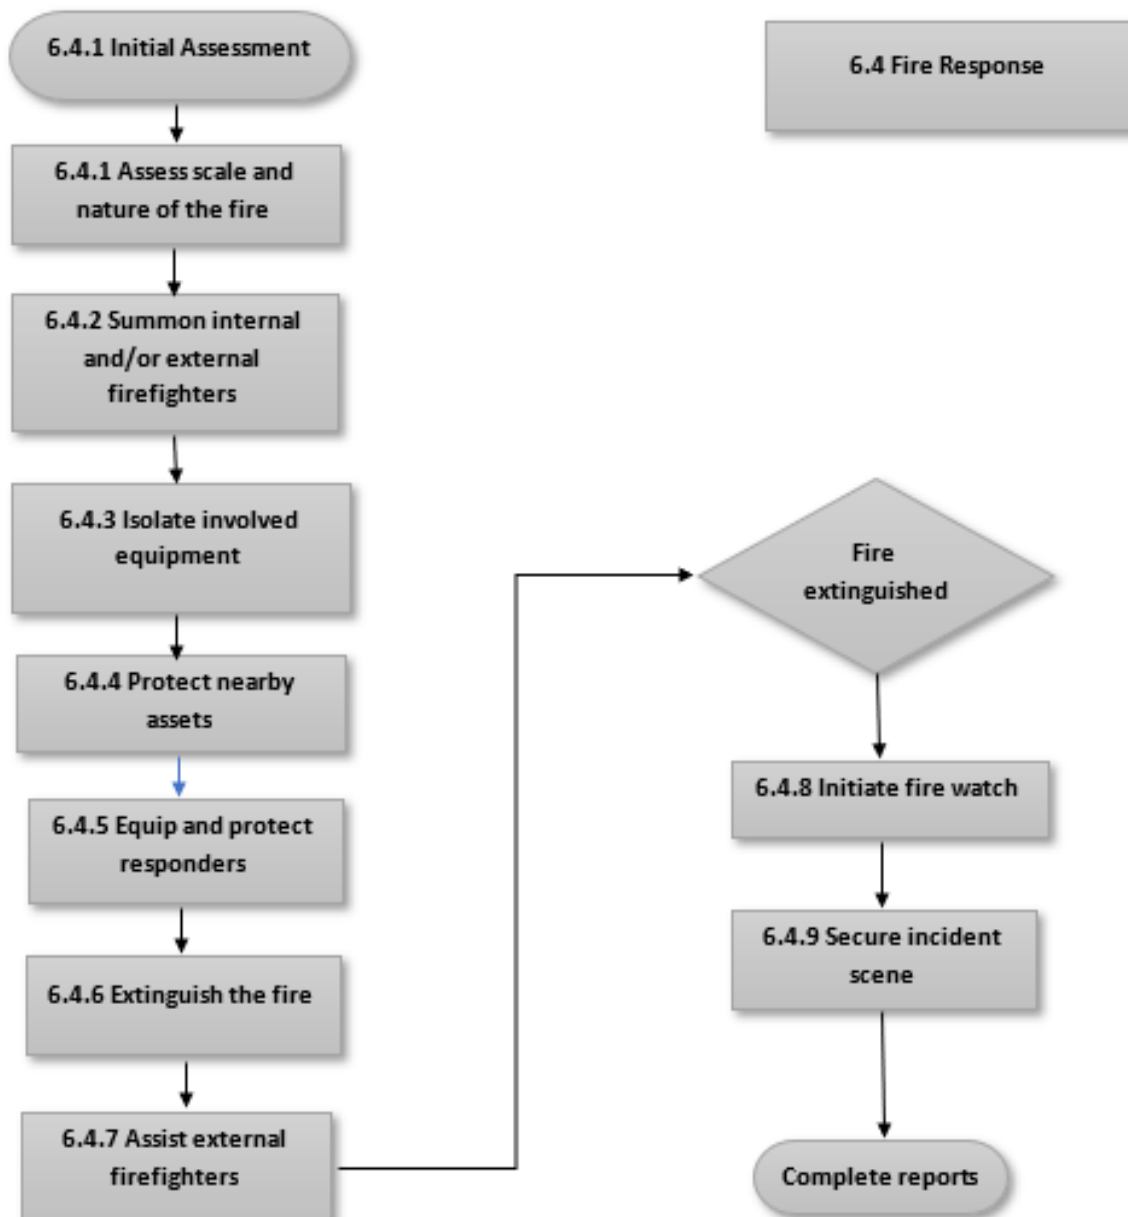 6.4.1 Initial Assessment
6.4 Fire Response
6.4.1 Assess scale and
nature of the fire
6.4.2 Summon internal
and/or external
firefighters
6.4.3 Isolate involved
equipment
6.4.4 Protect nearby
assets
6.4.5 Equip and protect
responders
6.4.6 Extinguish the fire
6.4.7 Assist external
firefighters
Fire
extinguished
6.4.8 Initiate fire watch
6.4.9 Secure incident
scene
Complete reports